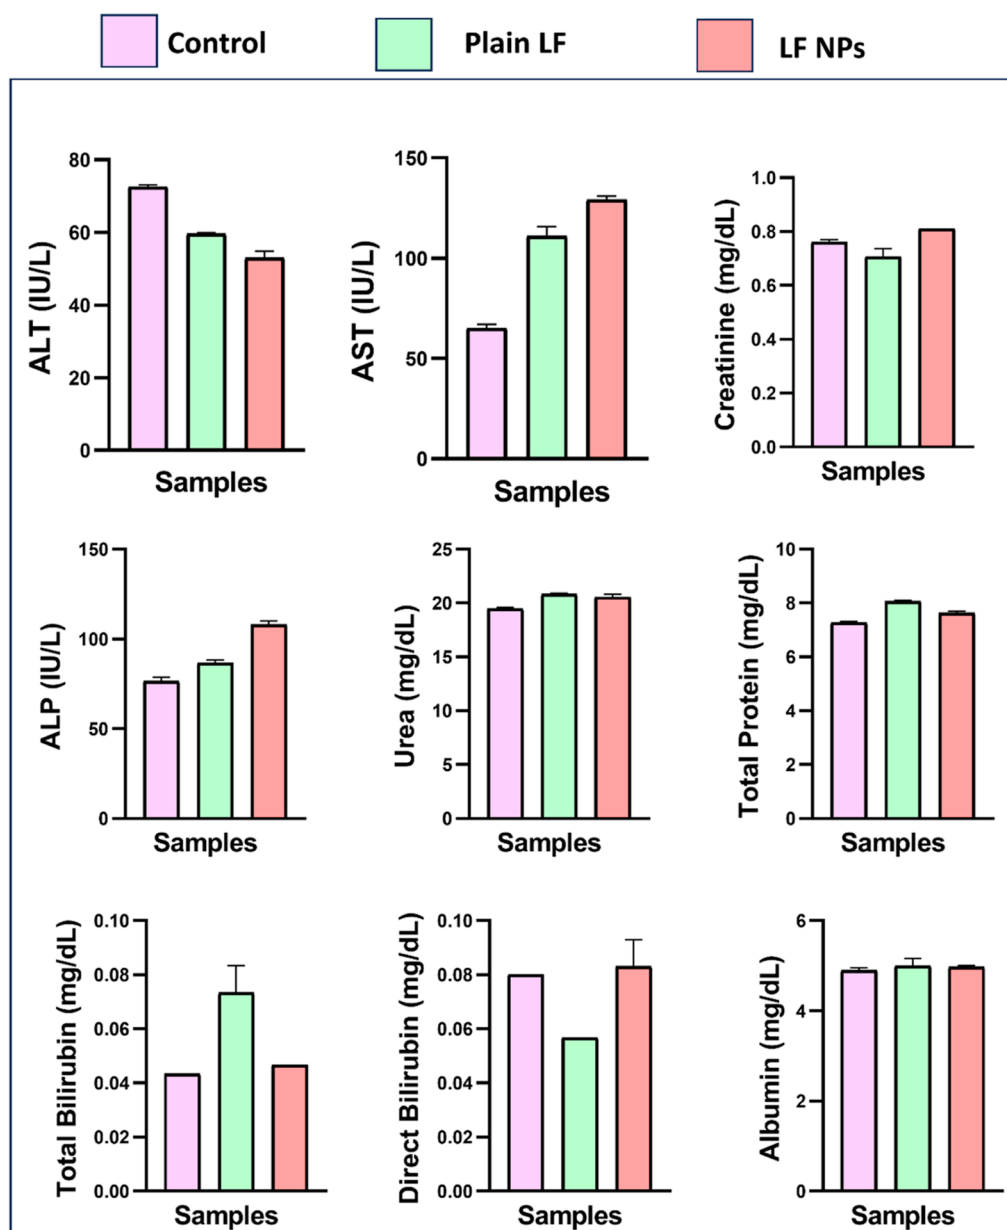 Control
Plain LF
LF NPs
ALT (IU/L)
80
60
40
20
0
Samples
AST (IU/L)
150
100
50
0
Samples
Creatinine (mg/dL)
1.0
0.8
0.6
0.4
0.2
0.0
Samples
ALP (IU/L)
150
100
50
0
Samples
Urea (mg/dL)
25
20
15
10
5
0
Samples
Total Protein (mg/dL)
10
8
6
4
2
0
Samples
Total Bilirubin (mg/dL)
0.10
0.08
0.06
0.04
0.02
0.00
Samples
Direct Bilirubin (mg/dL)
0.10
0.08
0.06
0.04
0.02
0.00
Samples
Albumin (mg/dL)
6
4
2
0
Samples